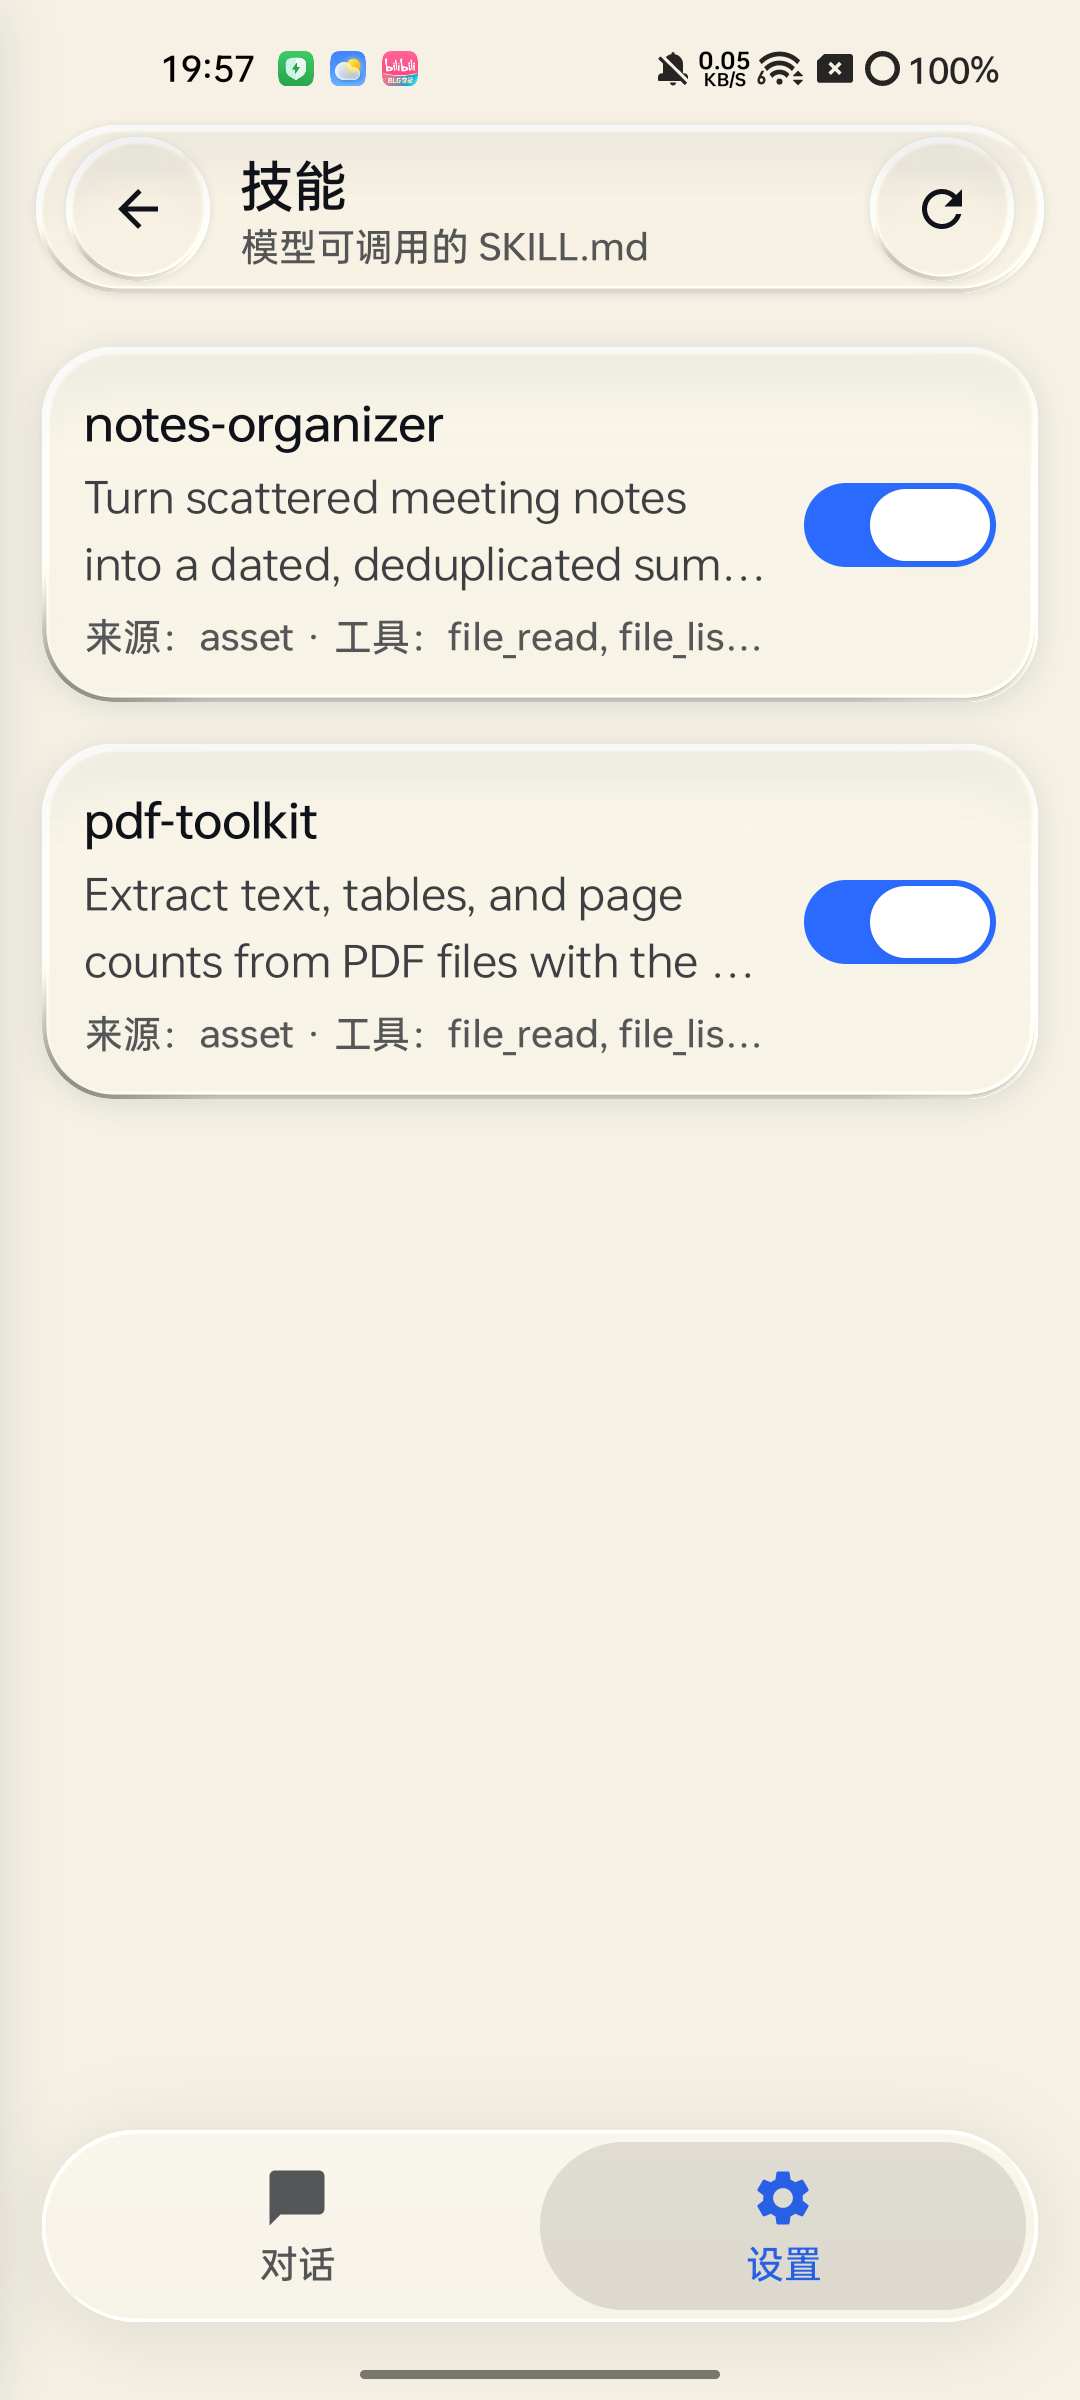 19:57
0.05
KB/S
100%
技能
模型可调用的 SKILL.md
notes-organizer
Turn scattered meeting notes
into a dated, deduplicated sum…
来源：asset · 工具：file_read, file_lis…
pdf-toolkit
Extract text, tables, and page
counts from PDF files with the …
来源：asset · 工具：file_read, file_lis…
对话
设置